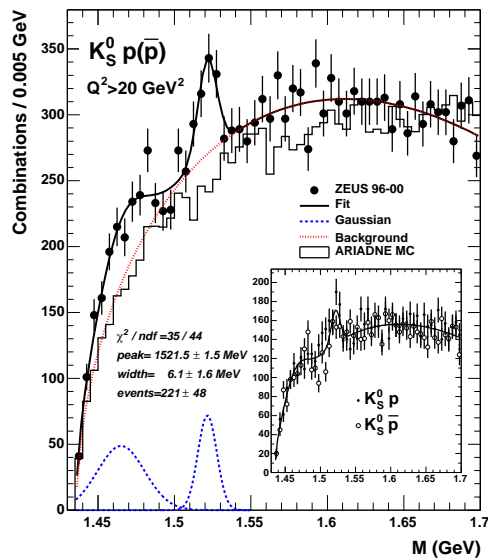 Combinations / 0.005 GeV
350
300
250
200
150
100
50
0
K⁰_S p(p̄)
Q²>20 GeV²
ZEUS 96-00
Fit
Gaussian
Background
ARIADNE MC
χ² / ndf =35 / 44
peak= 1521.5 ± 1.5 MeV
width= 6.1 ± 1.6 MeV
events=221 ± 48
200
180
160
140
120
100
80
60
40
20
0
K⁰_S p
K⁰_S p̄
1.45 1.5 1.55 1.6 1.65 1.7
1.45 1.5 1.55 1.6 1.65 1.7
M (GeV)